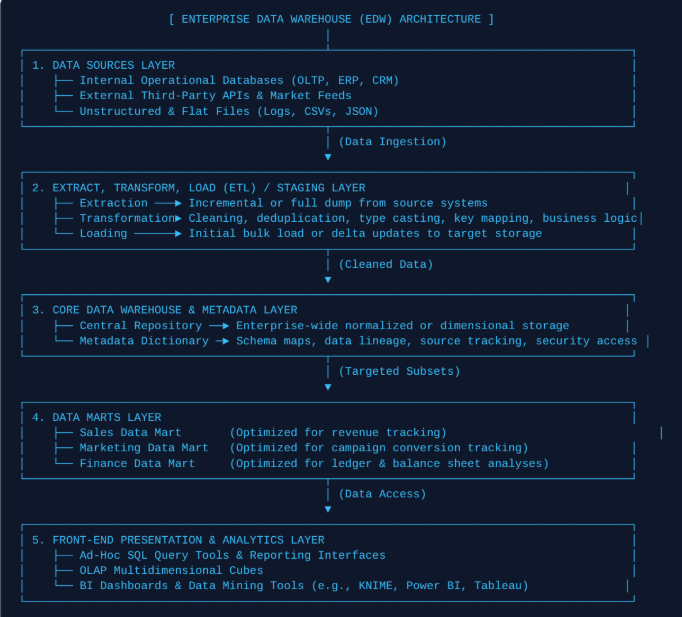 [ ENTERPRISE DATA WAREHOUSE (EDW) ARCHITECTURE ]
1. DATA SOURCES LAYER
├── Internal Operational Databases (OLTP, ERP, CRM)
├── External Third-Party APIs & Market Feeds
└── Unstructured & Flat Files (Logs, CSVs, JSON)
(Data Ingestion)
▼
2. EXTRACT, TRANSFORM, LOAD (ETL) / STAGING LAYER
├── Extraction ───► Incremental or full dump from source systems
├── Transformation► Cleaning, deduplication, type casting, key mapping, business logic
└── Loading ──────► Initial bulk load or delta updates to target storage
(Cleaned Data)
▼
3. CORE DATA WAREHOUSE & METADATA LAYER
├── Central Repository ──► Enterprise-wide normalized or dimensional storage
└── Metadata Dictionary ─► Schema maps, data lineage, source tracking, security access
(Targeted Subsets)
▼
4. DATA MARTS LAYER
├── Sales Data Mart (Optimized for revenue tracking)
├── Marketing Data Mart (Optimized for campaign conversion tracking)
└── Finance Data Mart (Optimized for ledger & balance sheet analyses)
(Data Access)
▼
5. FRONT-END PRESENTATION & ANALYTICS LAYER
├── Ad-Hoc SQL Query Tools & Reporting Interfaces
├── OLAP Multidimensional Cubes
└── BI Dashboards & Data Mining Tools (e.g., KNIME, Power BI, Tableau)